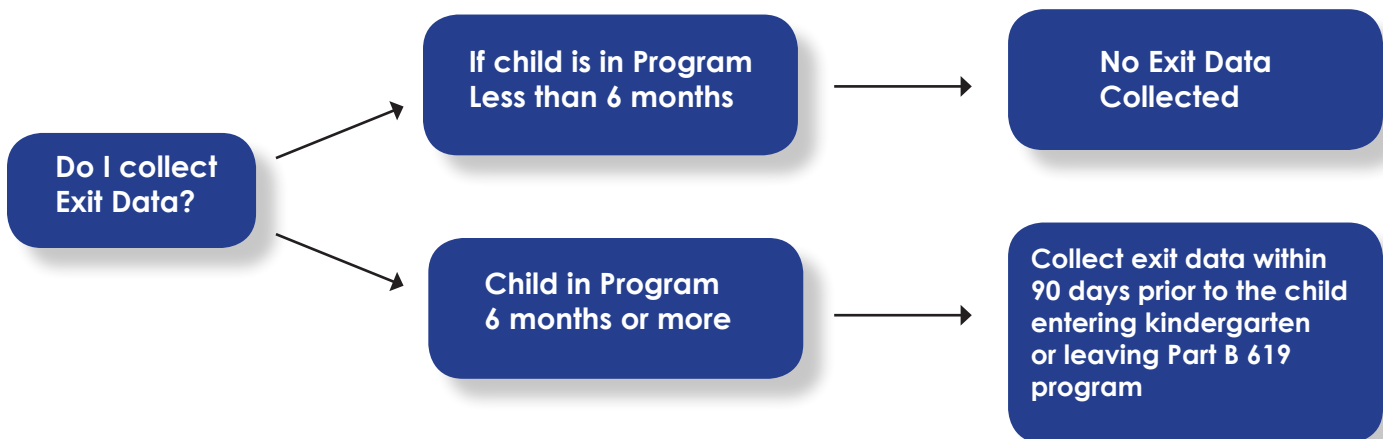 Do I collect
Exit Data?
If child is in Program
Less than 6 months
No Exit Data
Collected
Child in Program
6 months or more
Collect exit data within
90 days prior to the child
entering kindergarten
or leaving Part B 619
program